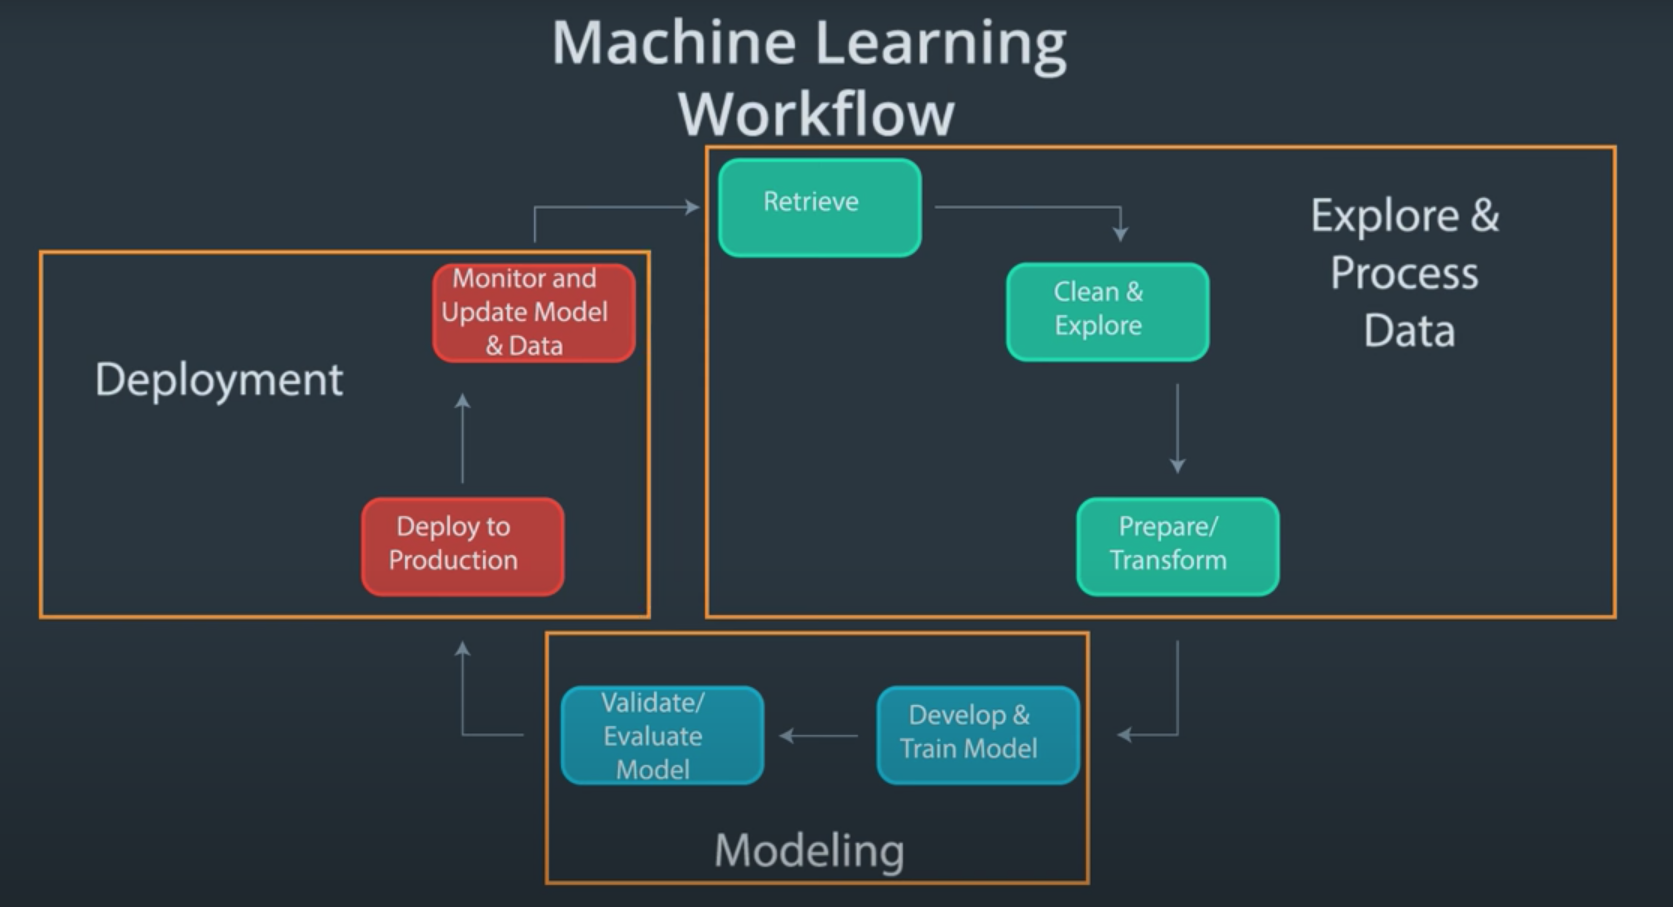 Machine Learning
Workflow
Retrieve
Clean &
Explore
Explore &
Process
Data
Prepare/
Transform
Develop &
Train Model
Validate/
Evaluate
Model
Modeling
Deploy to
Production
Monitor and
Update Model
& Data
Deployment